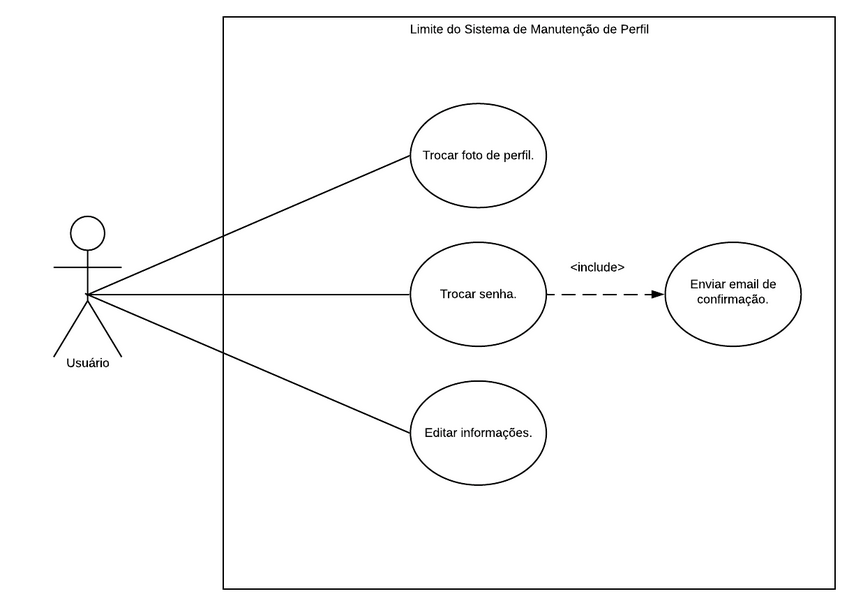 Limite do Sistema de Manutenção de Perfil
Trocar foto de perfil.
<include>
Trocar senha.
Enviar email de
confirmação.
Usuário
Editar informações.